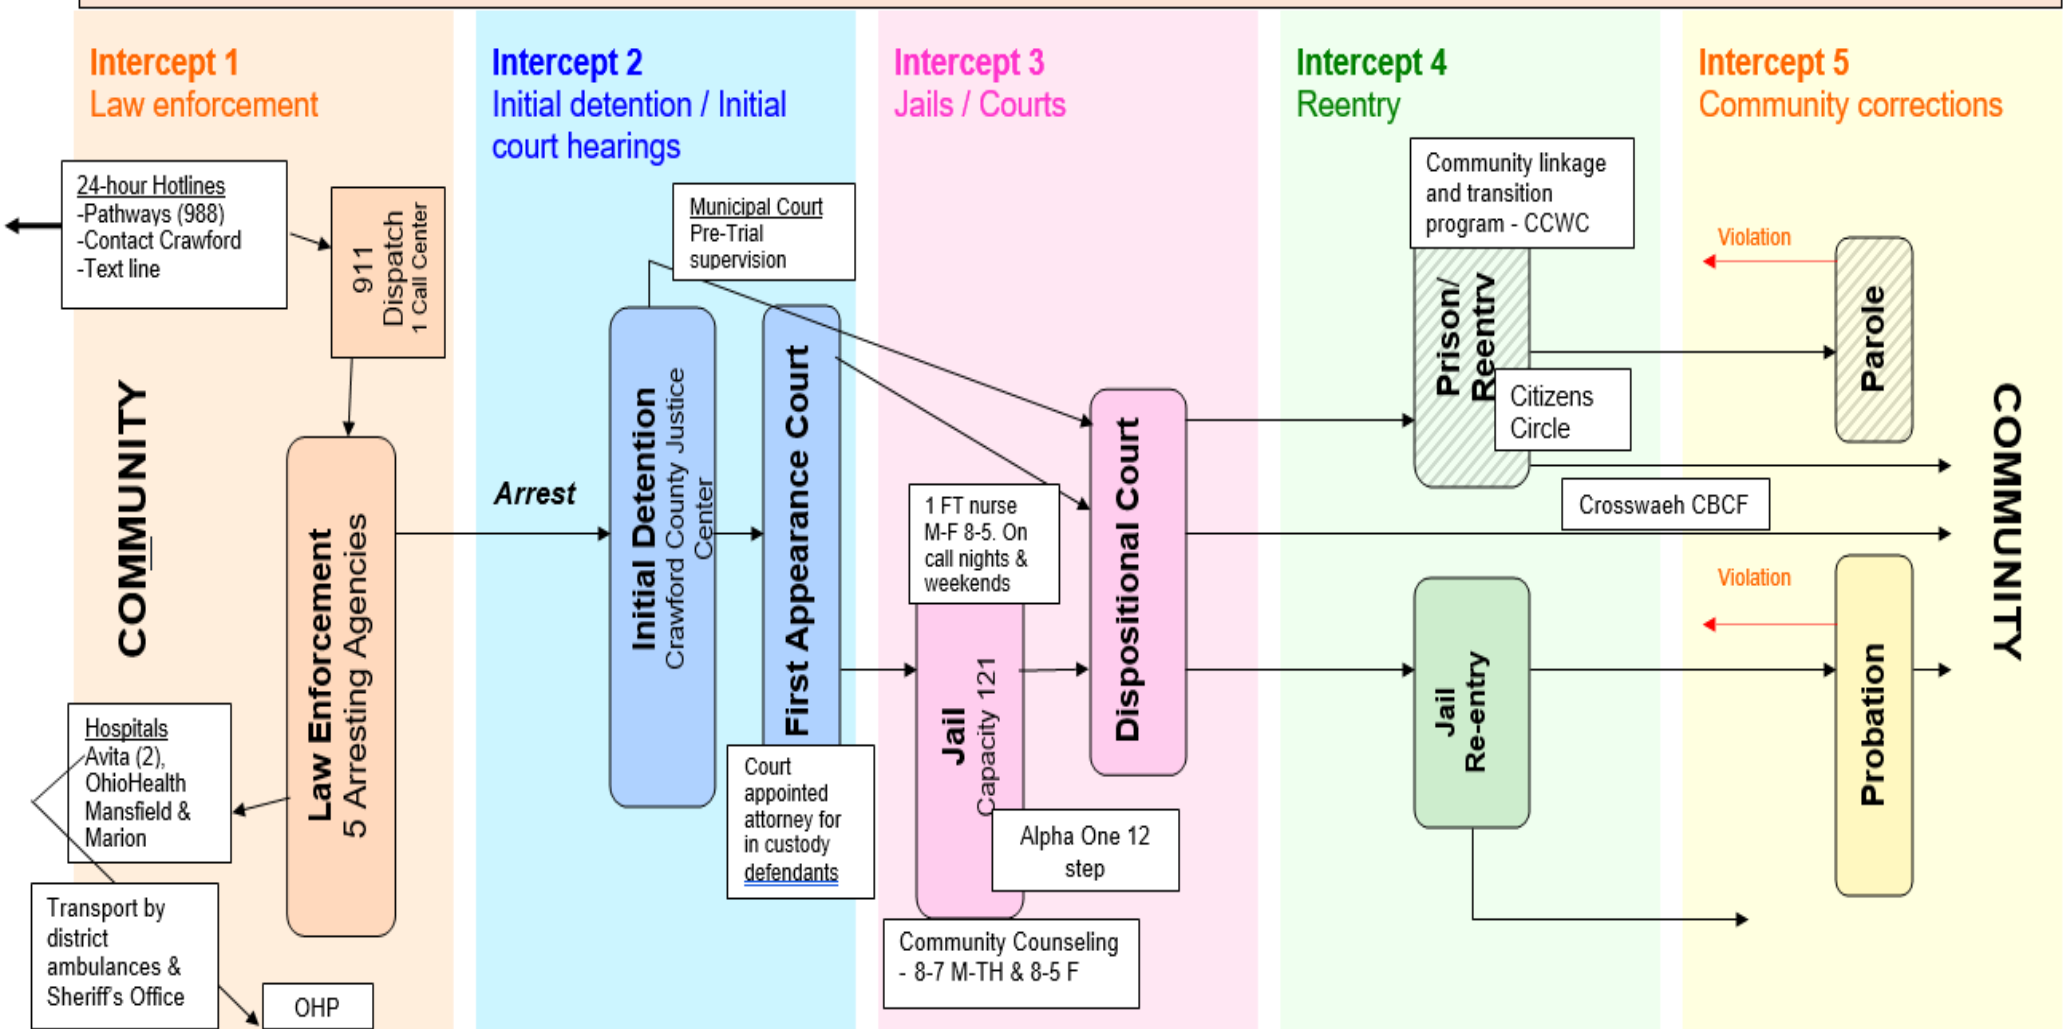 Intercept 1
Law enforcement
24-hour Hotlines
-Pathways (988)
-Contact Crawford
-Text line
911
Dispatch
1 Call Center
COMMUNITY
Law Enforcement
5 Arresting Agencies
Hospitals
Avita (2),
OhioHealth
Mansfield &
Marion
Transport by
district
ambulances &
Sheriff's Office
OHP
Intercept 2
Initial detention / Initial
court hearings
Municipal Court
Pre-Trial
supervision
Arrest
Initial Detention
Crawford County Justice
Center
First Appearance Court
Court
appointed
attorney for
in custody
defendants
Intercept 3
Jails / Courts
1 FT nurse
M-F 8-5. On
call nights &
weekends
Jail
Capacity 121
Alpha One 12
step
Community Counseling
- 8-7 M-TH & 8-5 F
Dispositional Court
Intercept 4
Reentry
Community linkage
and transition
program - CCWC
Prison/
Reentry
Citizens
Circle
Crosswaeh CBCF
Jail
Re-entry
Intercept 5
Community corrections
Violation
Parole
Violation
Probation
COMMUNITY